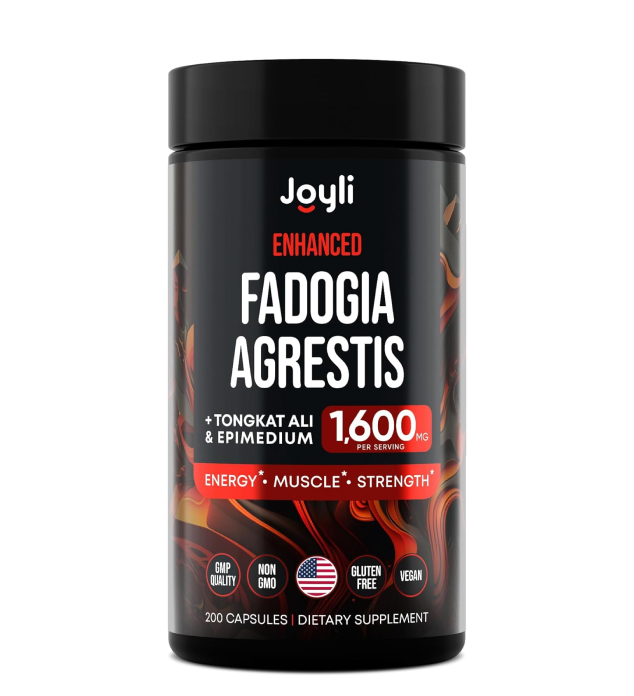 Joyli
ENHANCED
FADOGIA
AGRESTIS
+ TONGKAT ALI
& EPIMEDIUM
1,600 MG
PER SERVING
ENERGY* • MUSCLE* • STRENGTH*
GMP
QUALITY
NON
GMO
GLUTEN
FREE
VEGAN
200 CAPSULES | DIETARY SUPPLEMENT